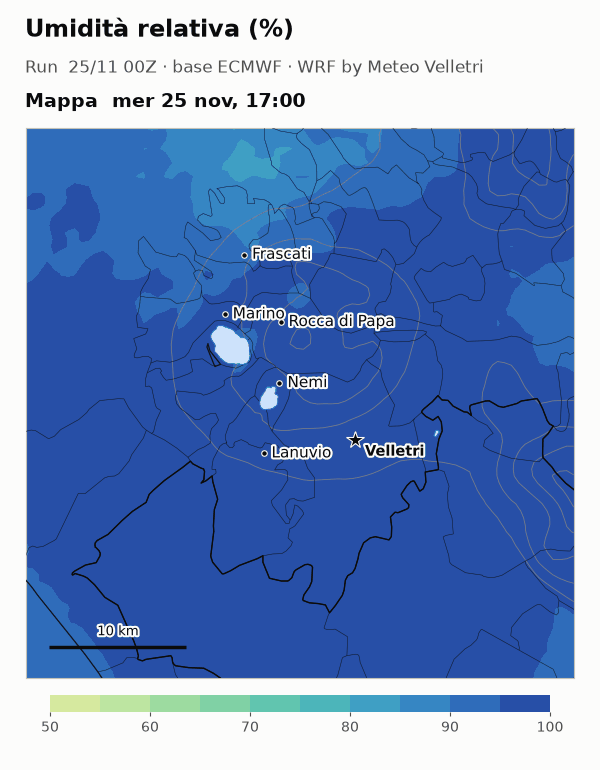 Umidità relativa (%)
Run  25/11 00Z · base ECMWF · WRF by Meteo Velletri
Mappa  mer 25 nov, 17:00
Frascati
Marino
Rocca di Papa
Nemi
Velletri
Lanuvio
10 km
50 60 70 80 90 100